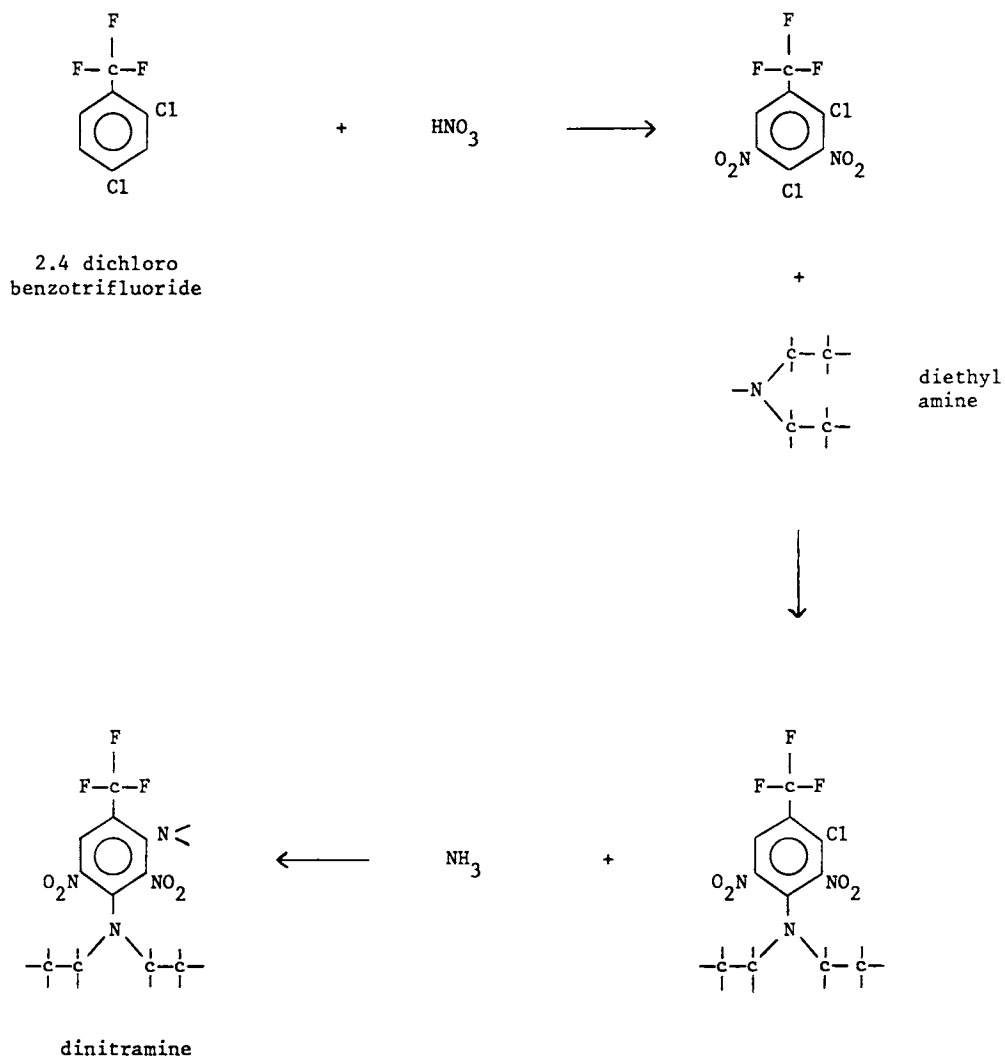 F
F-C-F
Cl
Cl
2.4 dichloro
benzotrifluoride
+
HNO3
F
F-C-F
Cl
O2N
NO2
Cl
+
-N
C-C-
C-C-
diethyl
amine
F
F-C-F
N
O2N
NO2
N
-C-C
C-C-
dinitramine
NH3
+
F
F-C-F
Cl
O2N
NO2
N
-C-C
C-C-